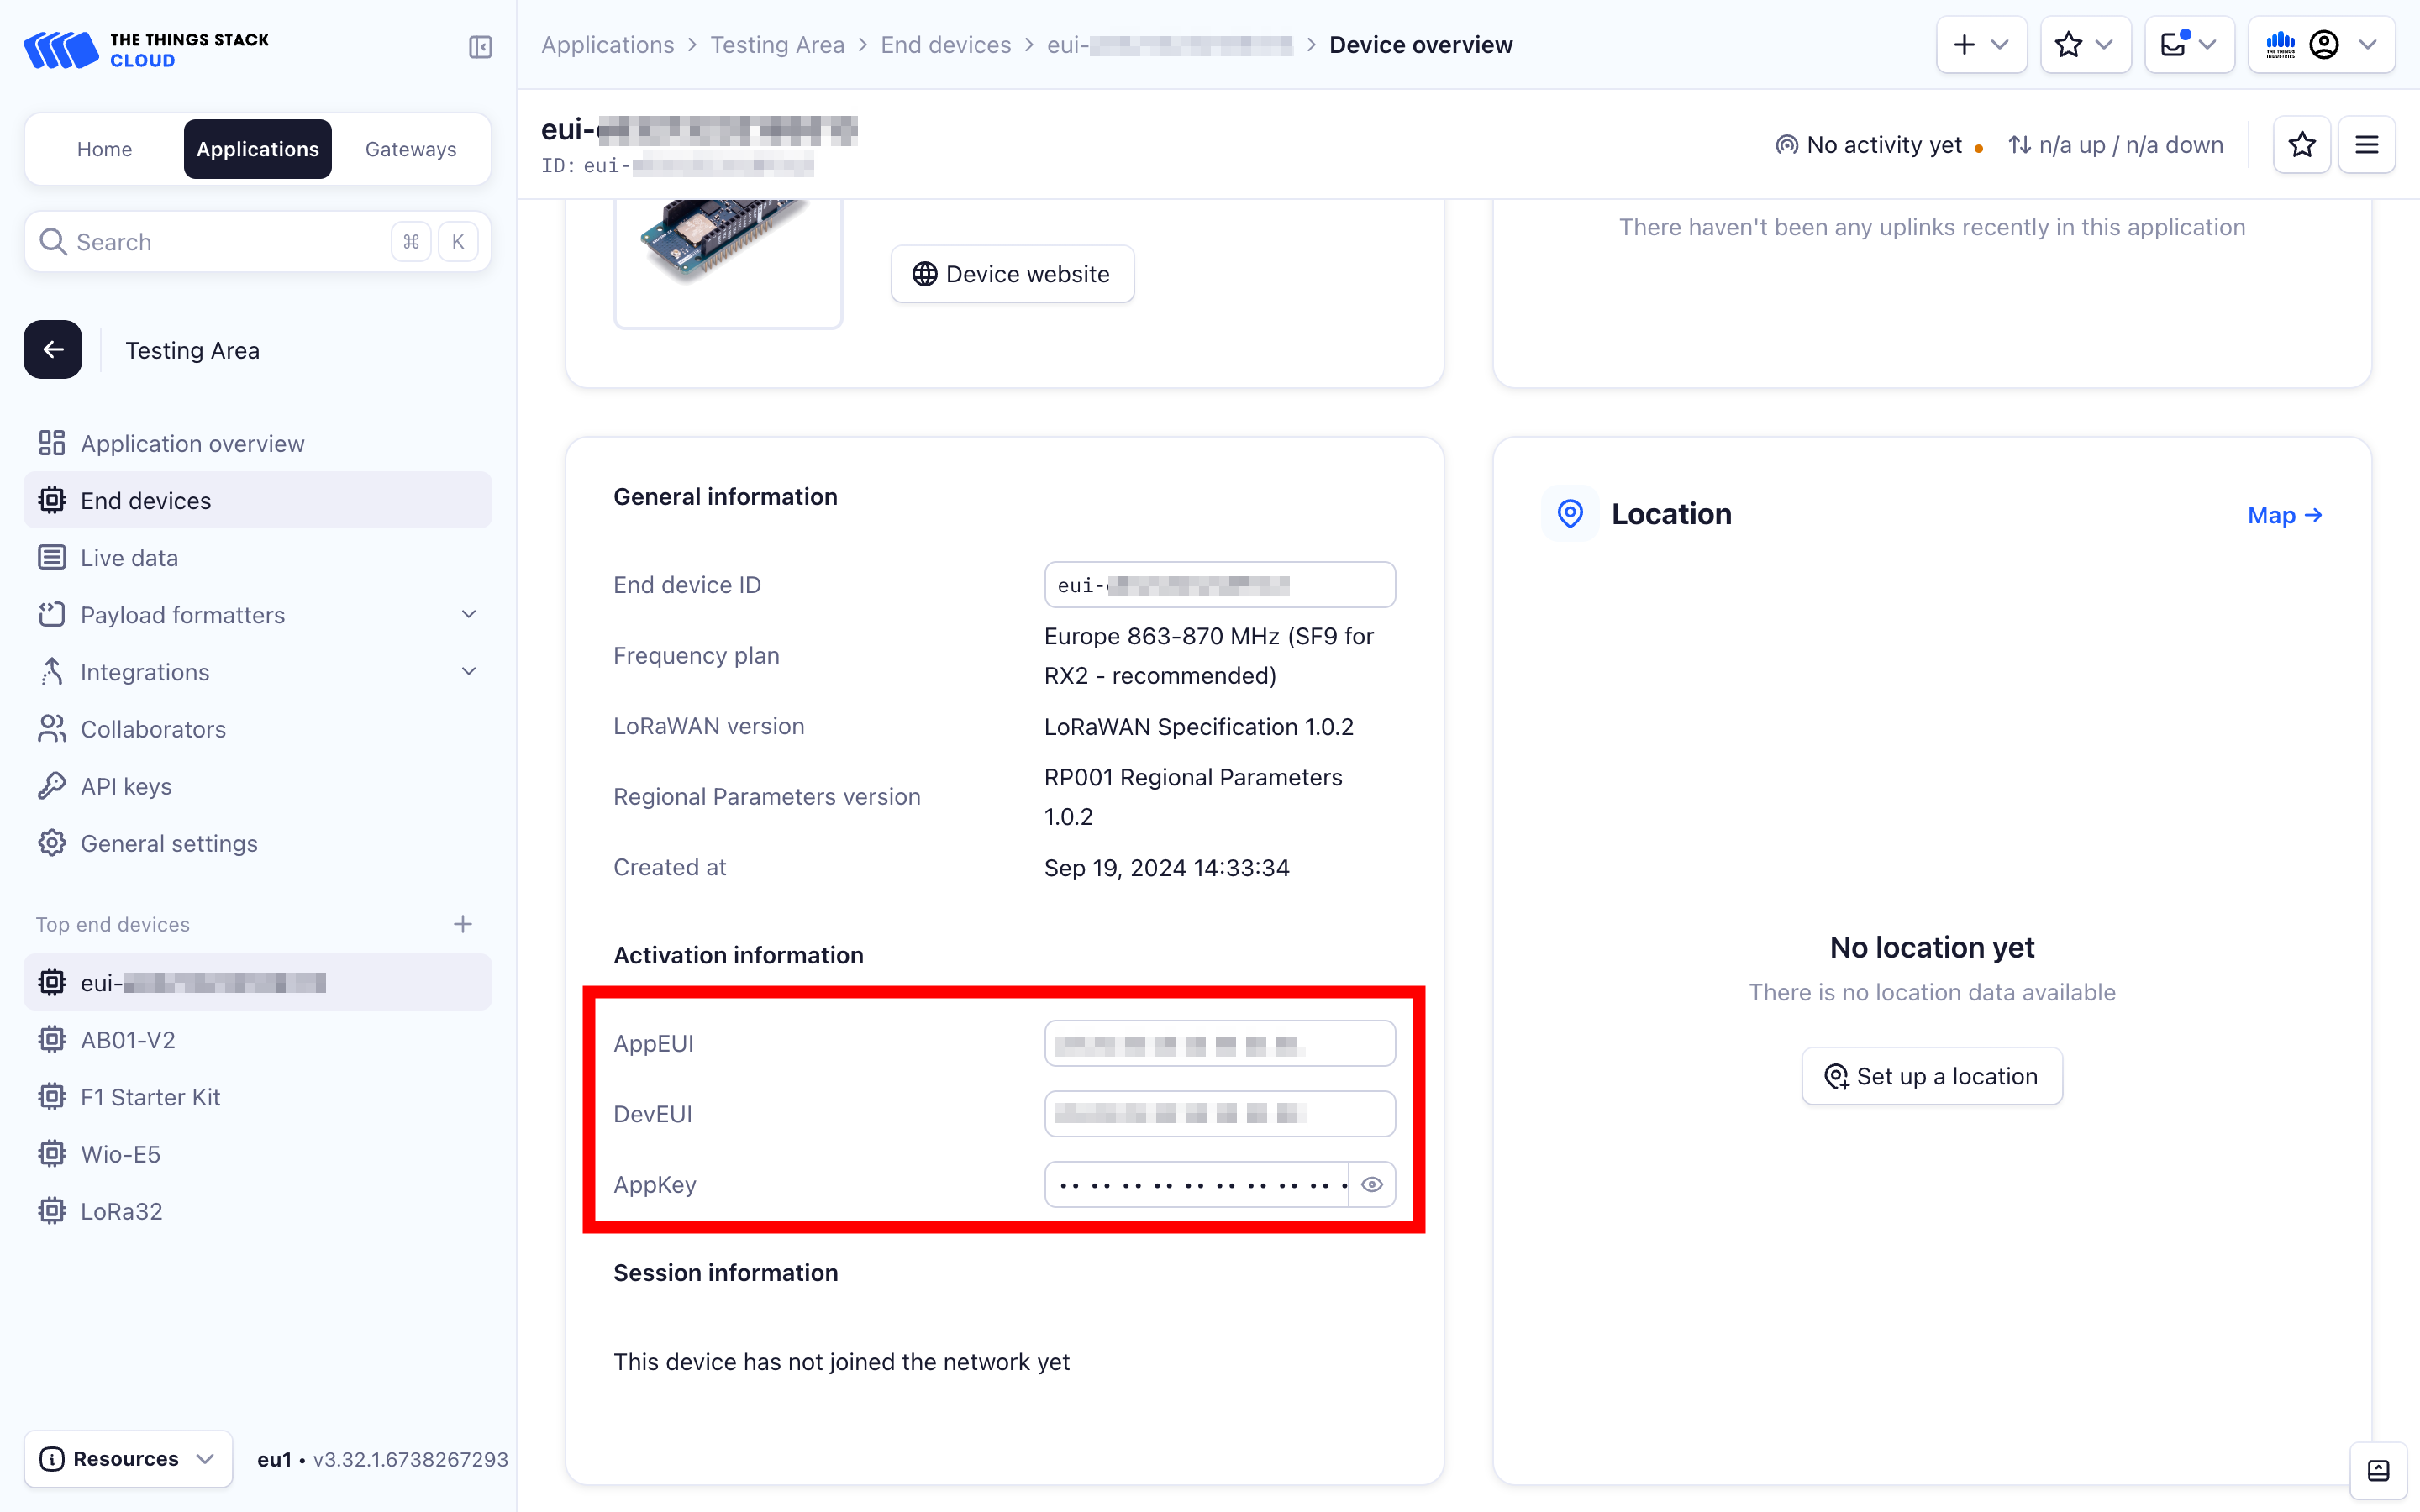 THE THINGS STACK
CLOUD
Home
Applications
Gateways
Search
⌘
K
Testing Area
Application overview
End devices
Live data
Payload formatters
Integrations
Collaborators
API keys
General settings
Top end devices
eui-
AB01-V2
F1 Starter Kit
Wio-E5
LoRa32
Resources
eu1 • v3.32.1.6738267293
Applications > Testing Area > End devices > eui- > Device overview
THE THINGS
INDUSTRIES
eui-
ID: eui-
No activity yet
n/a up / n/a down
Device website
There haven't been any uplinks recently in this application
General information
End device ID
eui-
Frequency plan
Europe 863-870 MHz (SF9 for
RX2 - recommended)
LoRaWAN version
LoRaWAN Specification 1.0.2
Regional Parameters version
RP001 Regional Parameters
1.0.2
Created at
Sep 19, 2024 14:33:34
Activation information
AppEUI
DevEUI
AppKey
Session information
This device has not joined the network yet
Location
Map →
No location yet
There is no location data available
Set up a location